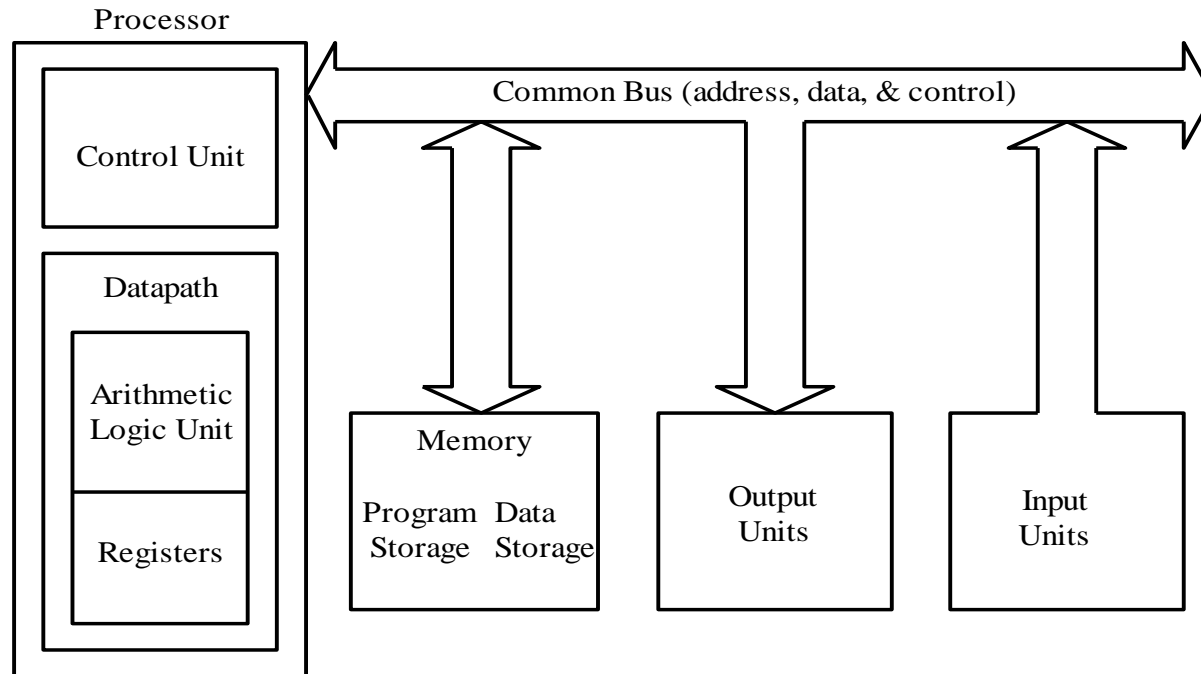 Processor
Common Bus (address, data, & control)
Control Unit
Datapath
Arithmetic
Logic Unit
Registers
Memory
Program Data
Storage Storage
Output
Units
Input
Units